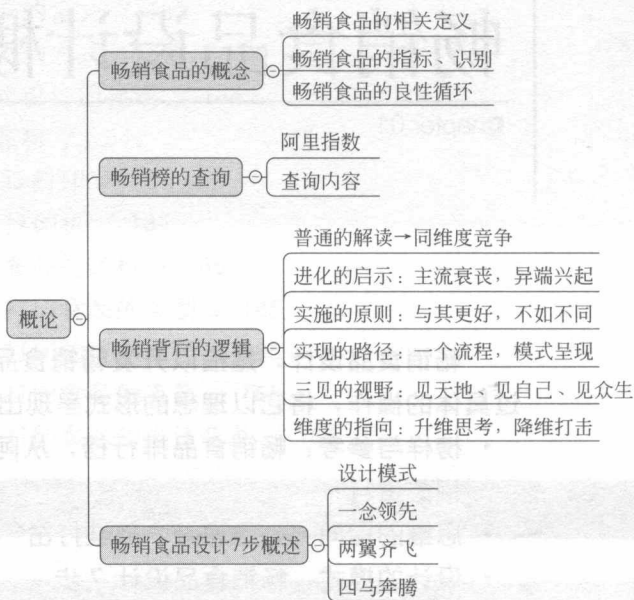 畅销食品的相关定义
畅销食品的概念
畅销食品的指标、识别
畅销食品的良性循环
阿里指数
畅销榜的查询
查询内容
普通的解读→同维度竞争
进化的启示：主流衰丧，异端兴起
实施的原则：与其更好，不如不同
概论
畅销背后的逻辑
实现的路径：一个流程，模式呈现
三见的视野：见天地、见自己、见众生
维度的指向：升维思考，降维打击
设计模式
一念领先
畅销食品设计7步概述
两翼齐飞
四马奔腾